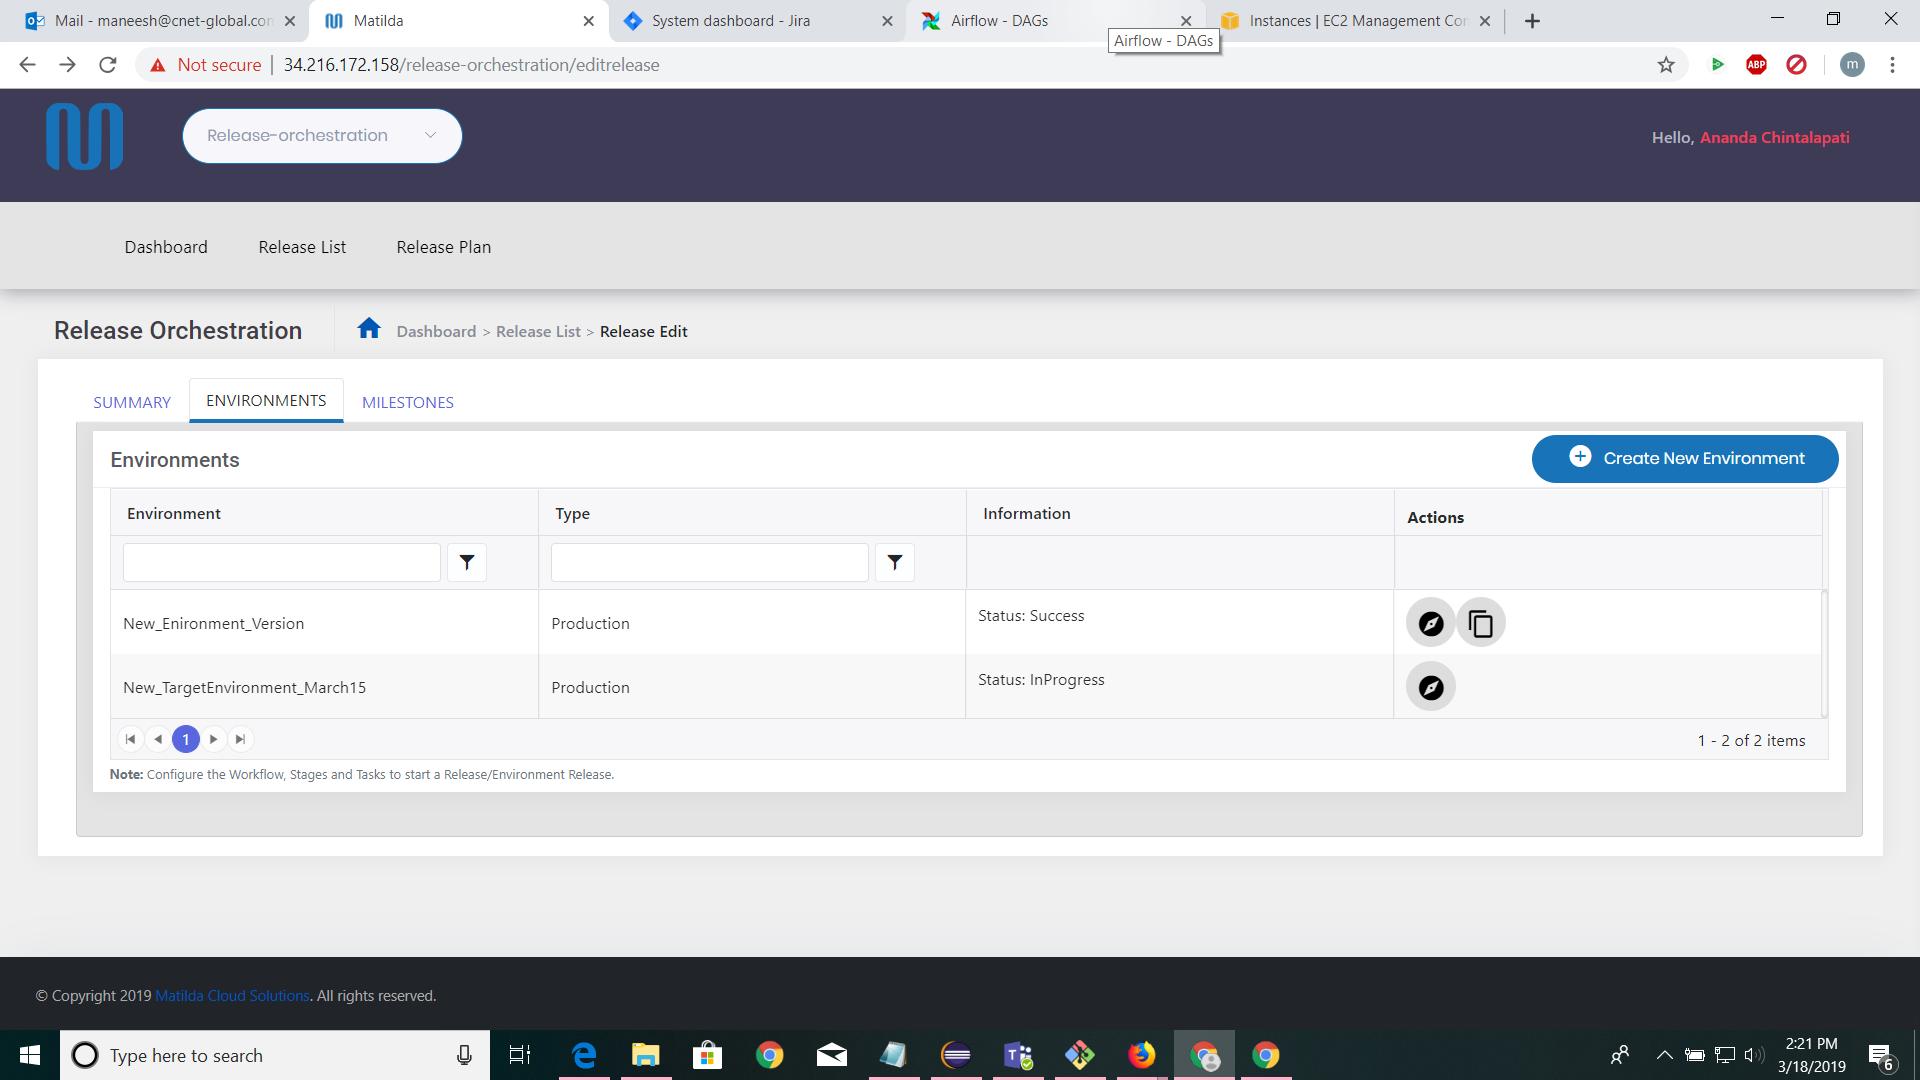 Mail - maneesh@cnet-global.com
Matilda
System dashboard - Jira
Airflow - DAGs
Instances | EC2 Management Con
Airflow - DAGs
Not secure | 34.216.172.158/release-orchestration/editrelease
ABP
m
Release-orchestration
Hello, Ananda Chintalapati
Dashboard
Release List
Release Plan
Release Orchestration
Dashboard > Release List > Release Edit
SUMMARY
ENVIRONMENTS
MILESTONES
Environments
Create New Environment
Environment
Type
Information
Actions
New_Enironment_Version
Production
Status: Success
New_TargetEnvironment_March15
Production
Status: InProgress
1
1 - 2 of 2 items
Note: Configure the Workflow, Stages and Tasks to start a Release/Environment Release.
© Copyright 2019 Matilda Cloud Solutions. All rights reserved.
Type here to search
2:21 PM
3/18/2019
6